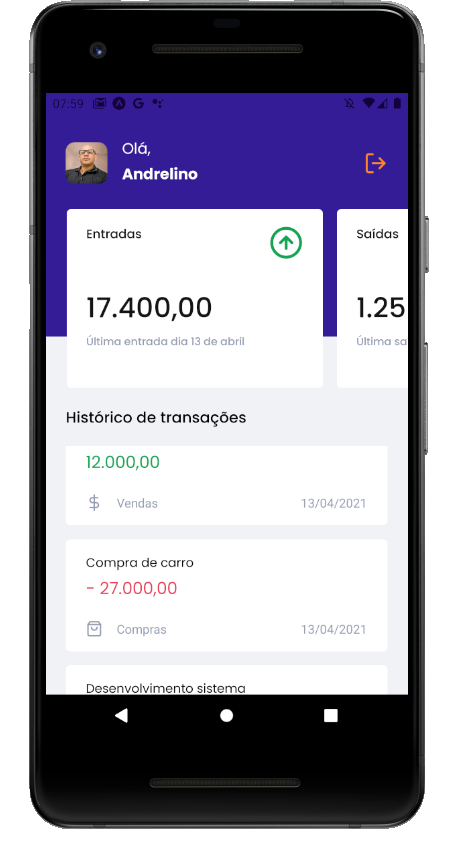 07:59
Olá,
Andrelino
Entradas
17.400,00
Última entrada dia 13 de abril
Saídas
1.25
Última sa
Histórico de transações
12.000,00
Vendas 13/04/2021
Compra de carro
- 27.000,00
Compras 13/04/2021
Desenvolvimento sistema